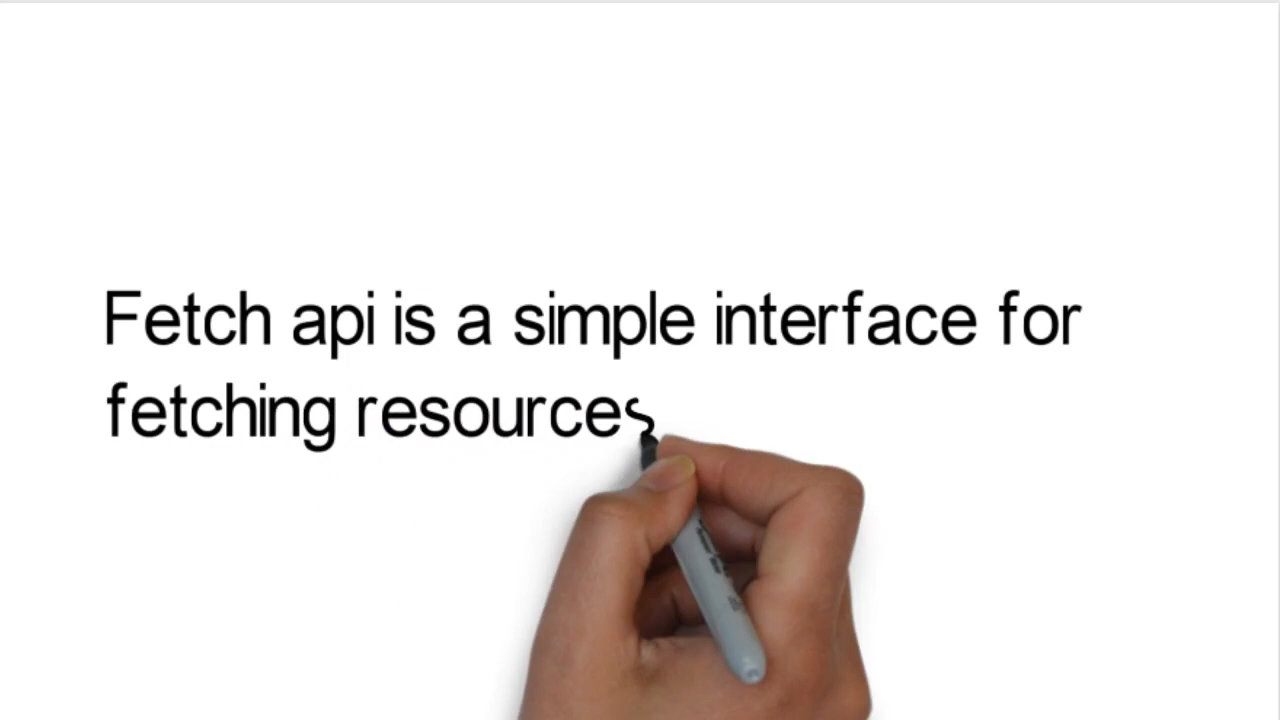 Fetch api is a simple interface for
fetching resources